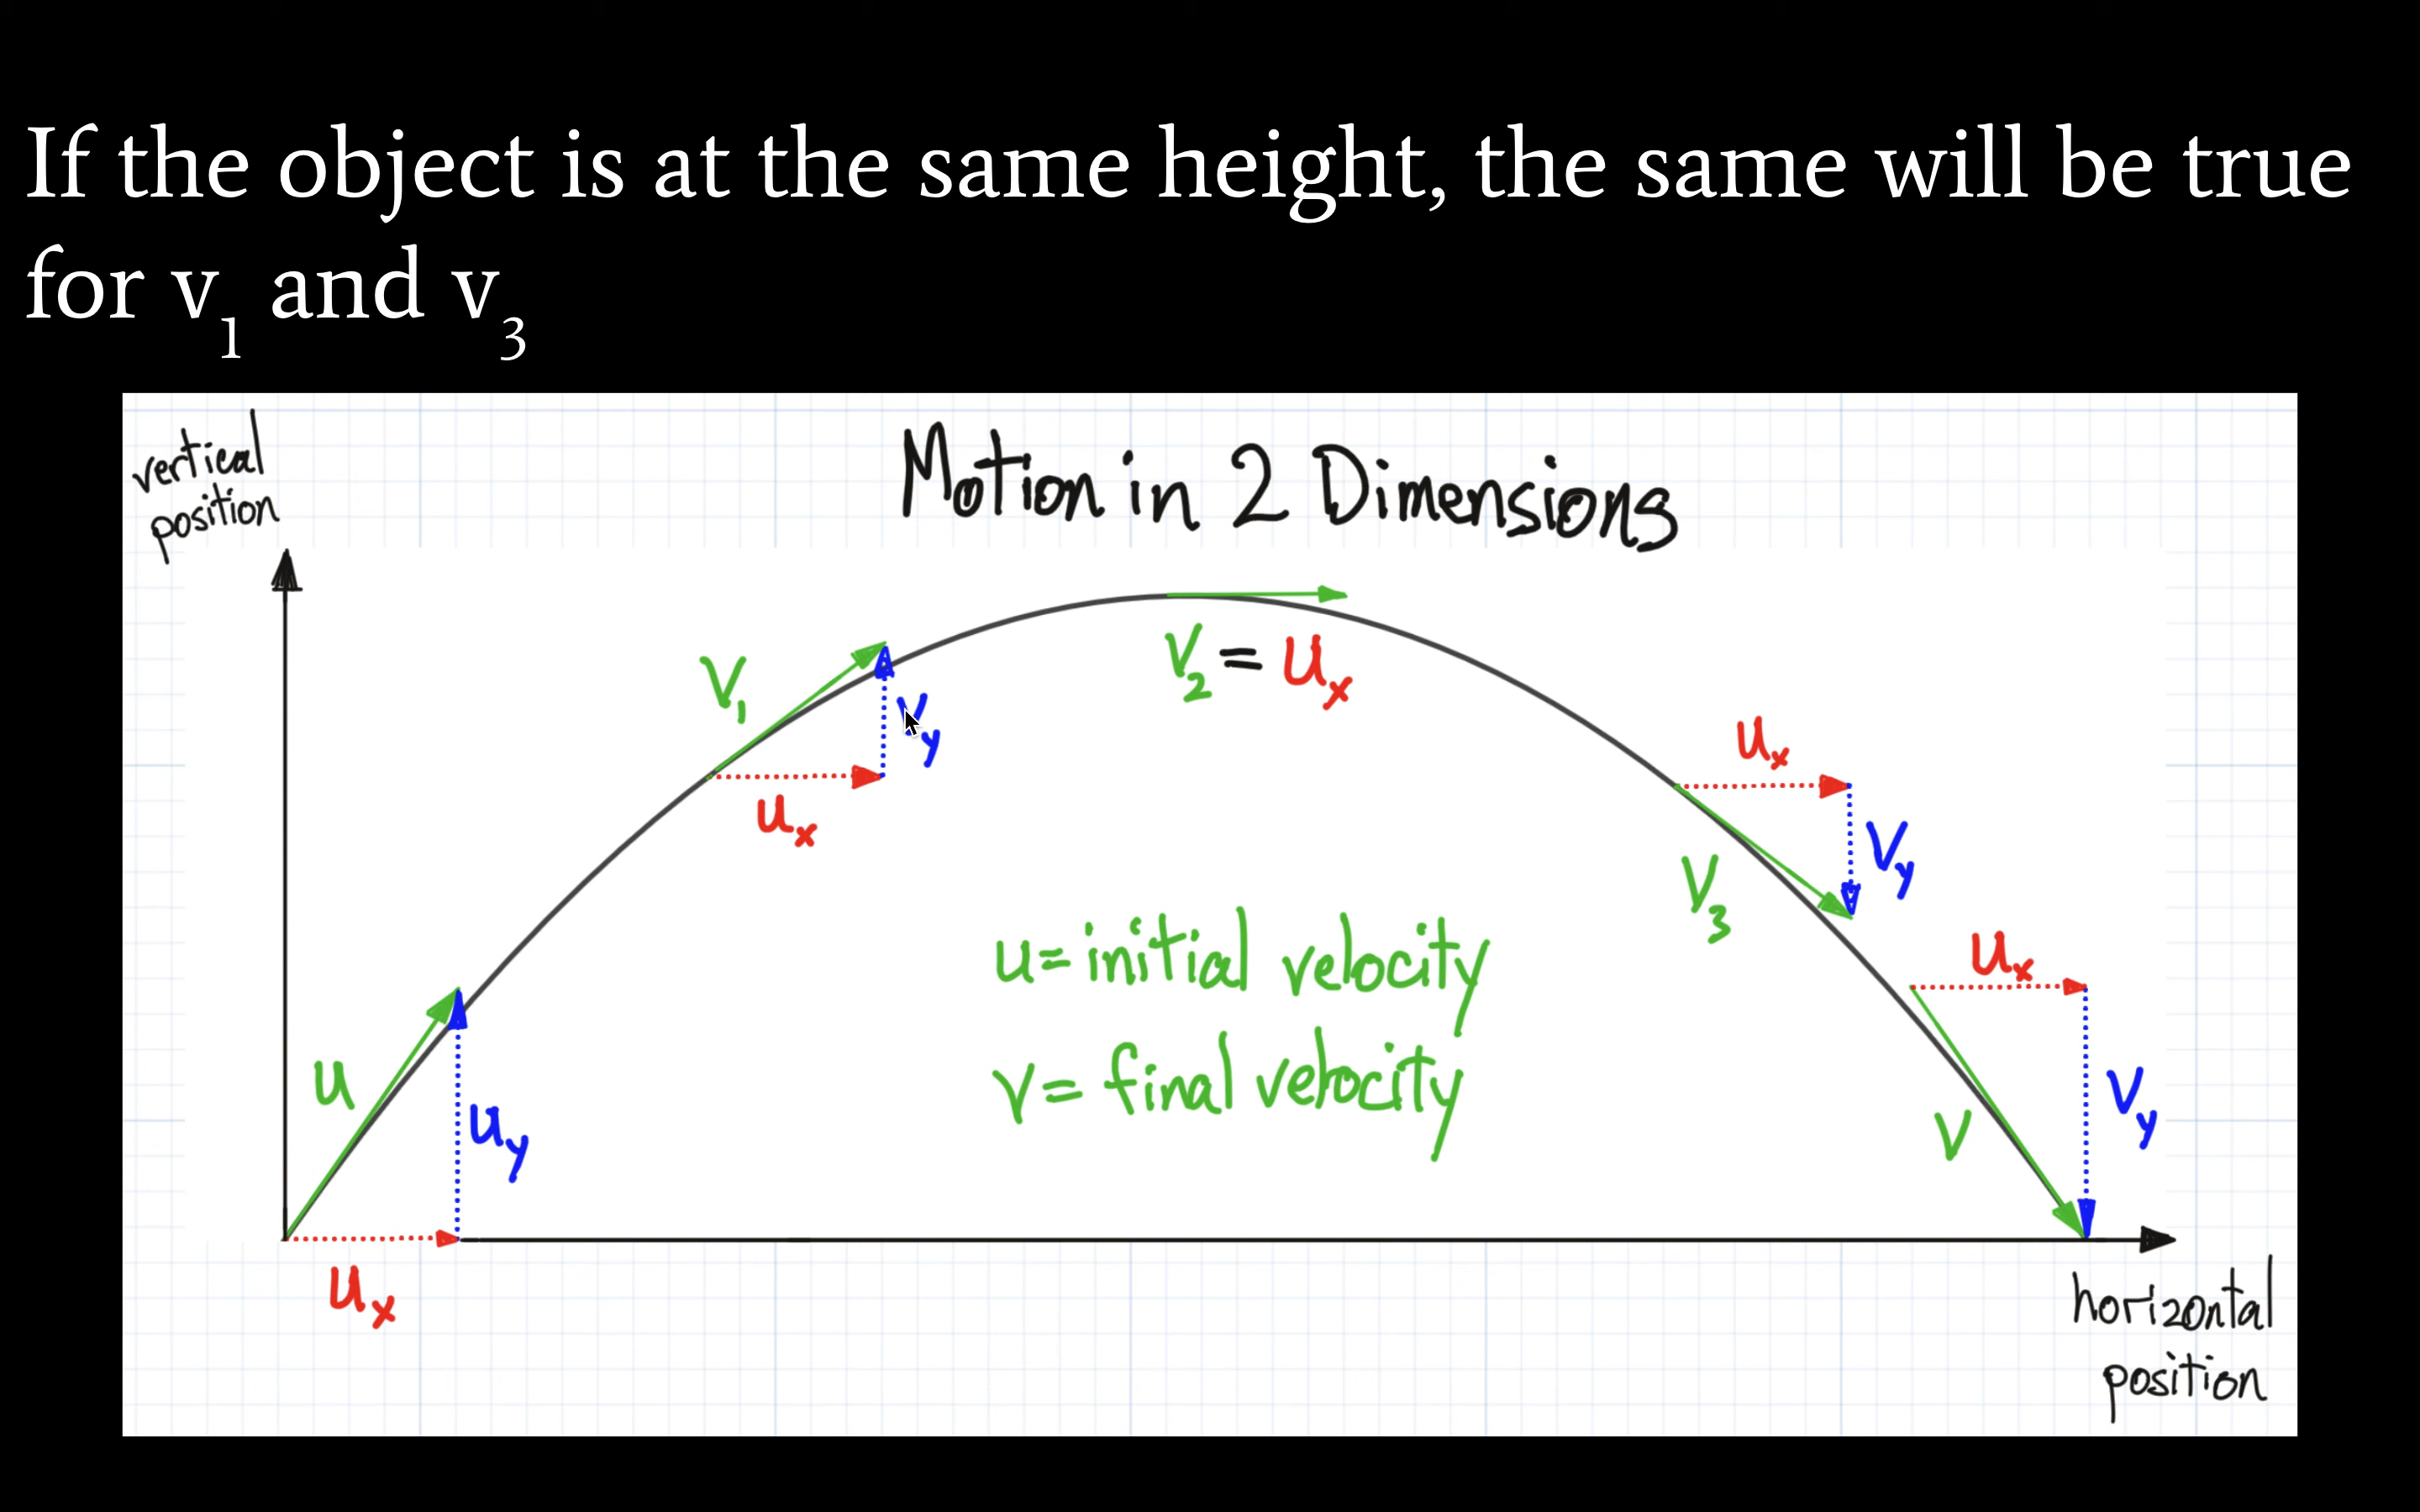 If the object is at the same height, the same will be true
for v₁ and v₃
vertical
position
Motion in 2 Dimensions
V₁
V₂ = uₓ
Vy
uₓ
uₓ
Vy
V₃
u = initial velocity
uₓ
v = final velocity
u
uy
V
Vy
uₓ
horizontal
position